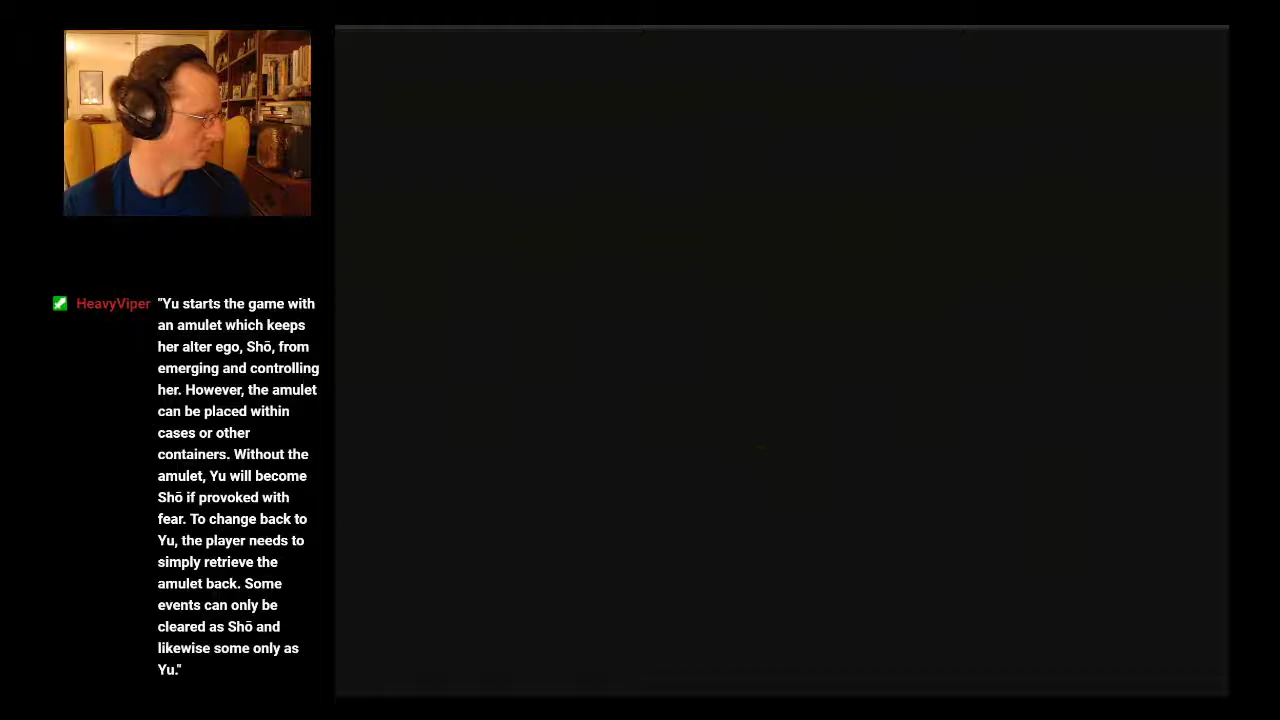 HeavyViper "Yu starts the game with
an amulet which keeps
her alter ego, Shō, from
emerging and controlling
her. However, the amulet
can be placed within
cases or other
containers. Without the
amulet, Yu will become
Shō if provoked with
fear. To change back to
Yu, the player needs to
simply retrieve the
amulet back. Some
events can only be
cleared as Shō and
likewise some only as
Yu."